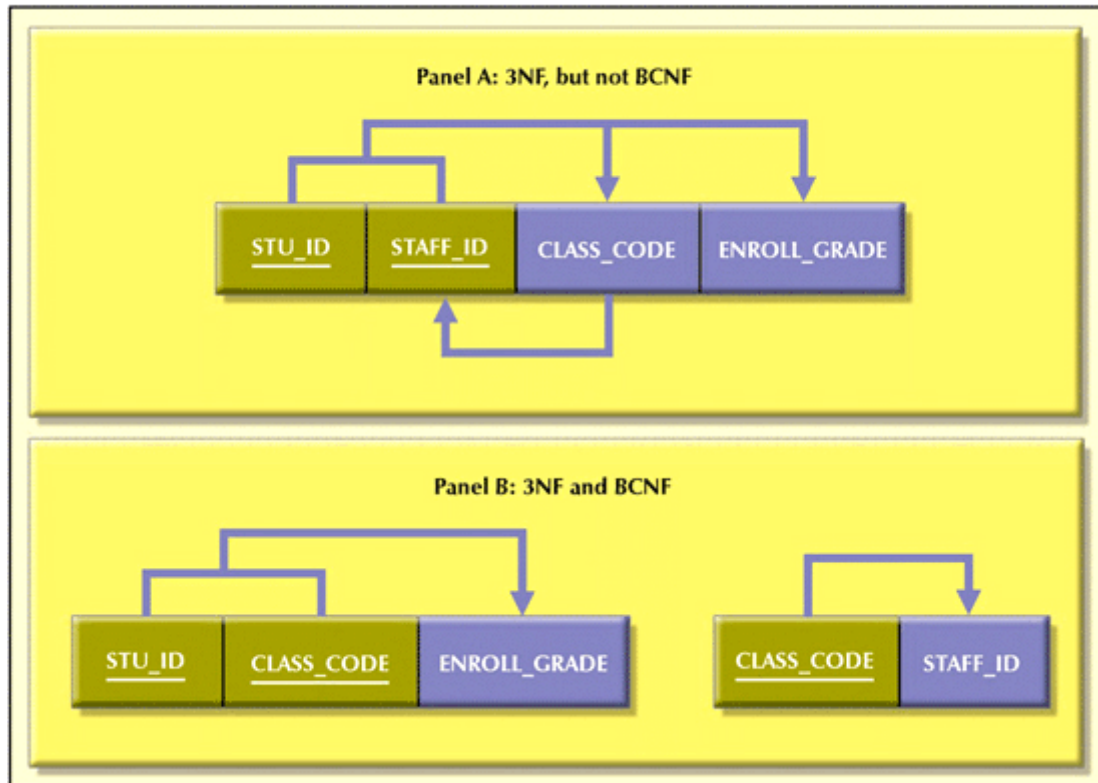 Panel A: 3NF, but not BCNF
STU_ID STAFF_ID CLASS_CODE ENROLL_GRADE
Panel B: 3NF and BCNF
STU_ID CLASS_CODE ENROLL_GRADE CLASS_CODE STAFF_ID